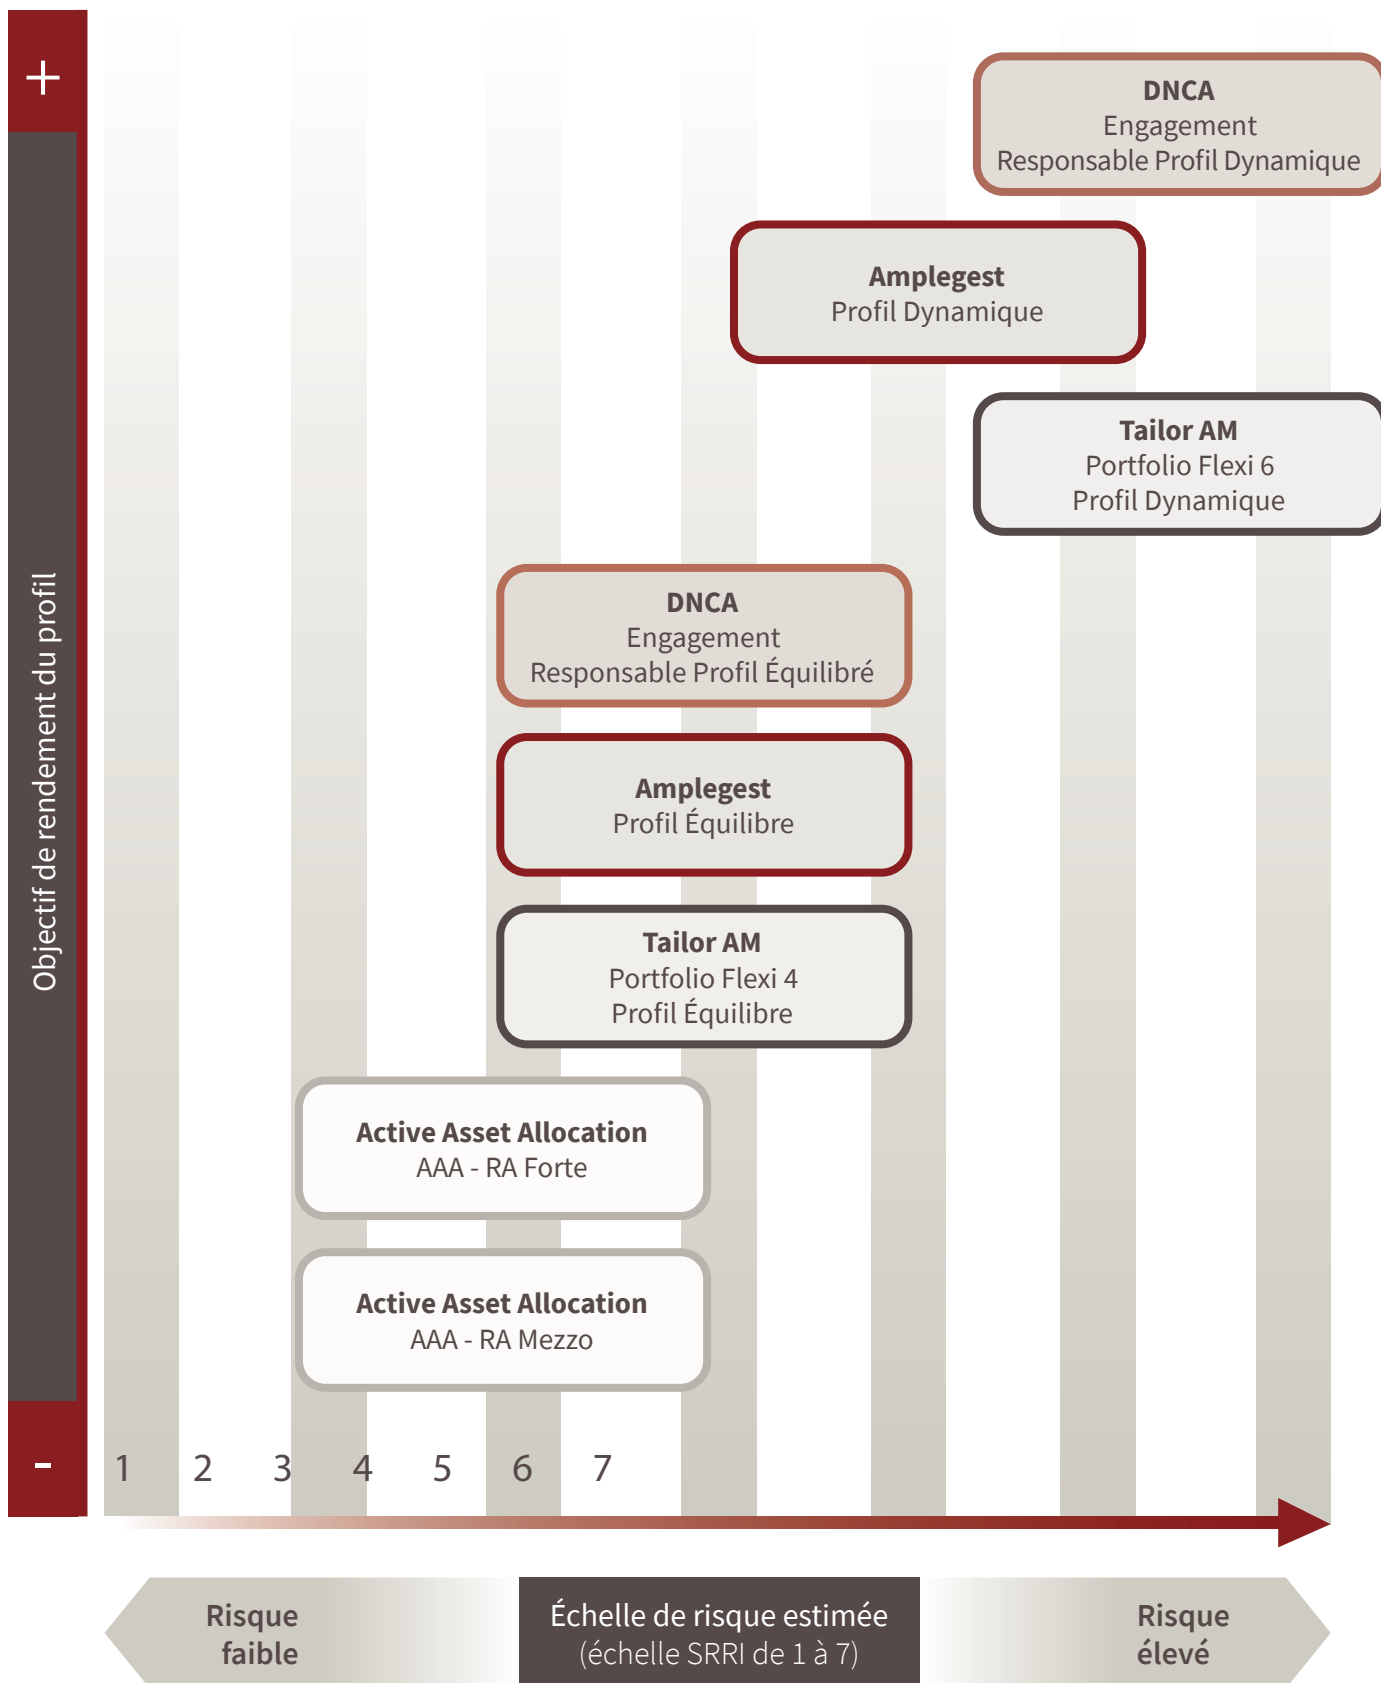 +
DNCA
Engagement
Responsable Profil Dynamique
Amplegest
Profil Dynamique
Tailor AM
Portfolio Flexi 6
Profil Dynamique
Objectif de rendement du profil
DNCA
Engagement
Responsable Profil Équilibré
Amplegest
Profil Équilibre
Tailor AM
Portfolio Flexi 4
Profil Équilibre
Active Asset Allocation
AAA - RA Forte
Active Asset Allocation
AAA - RA Mezzo
-
1 2 3 4 5 6 7
Risque
faible
Échelle de risque estimée
(échelle SRRI de 1 à 7)
Risque
élevé